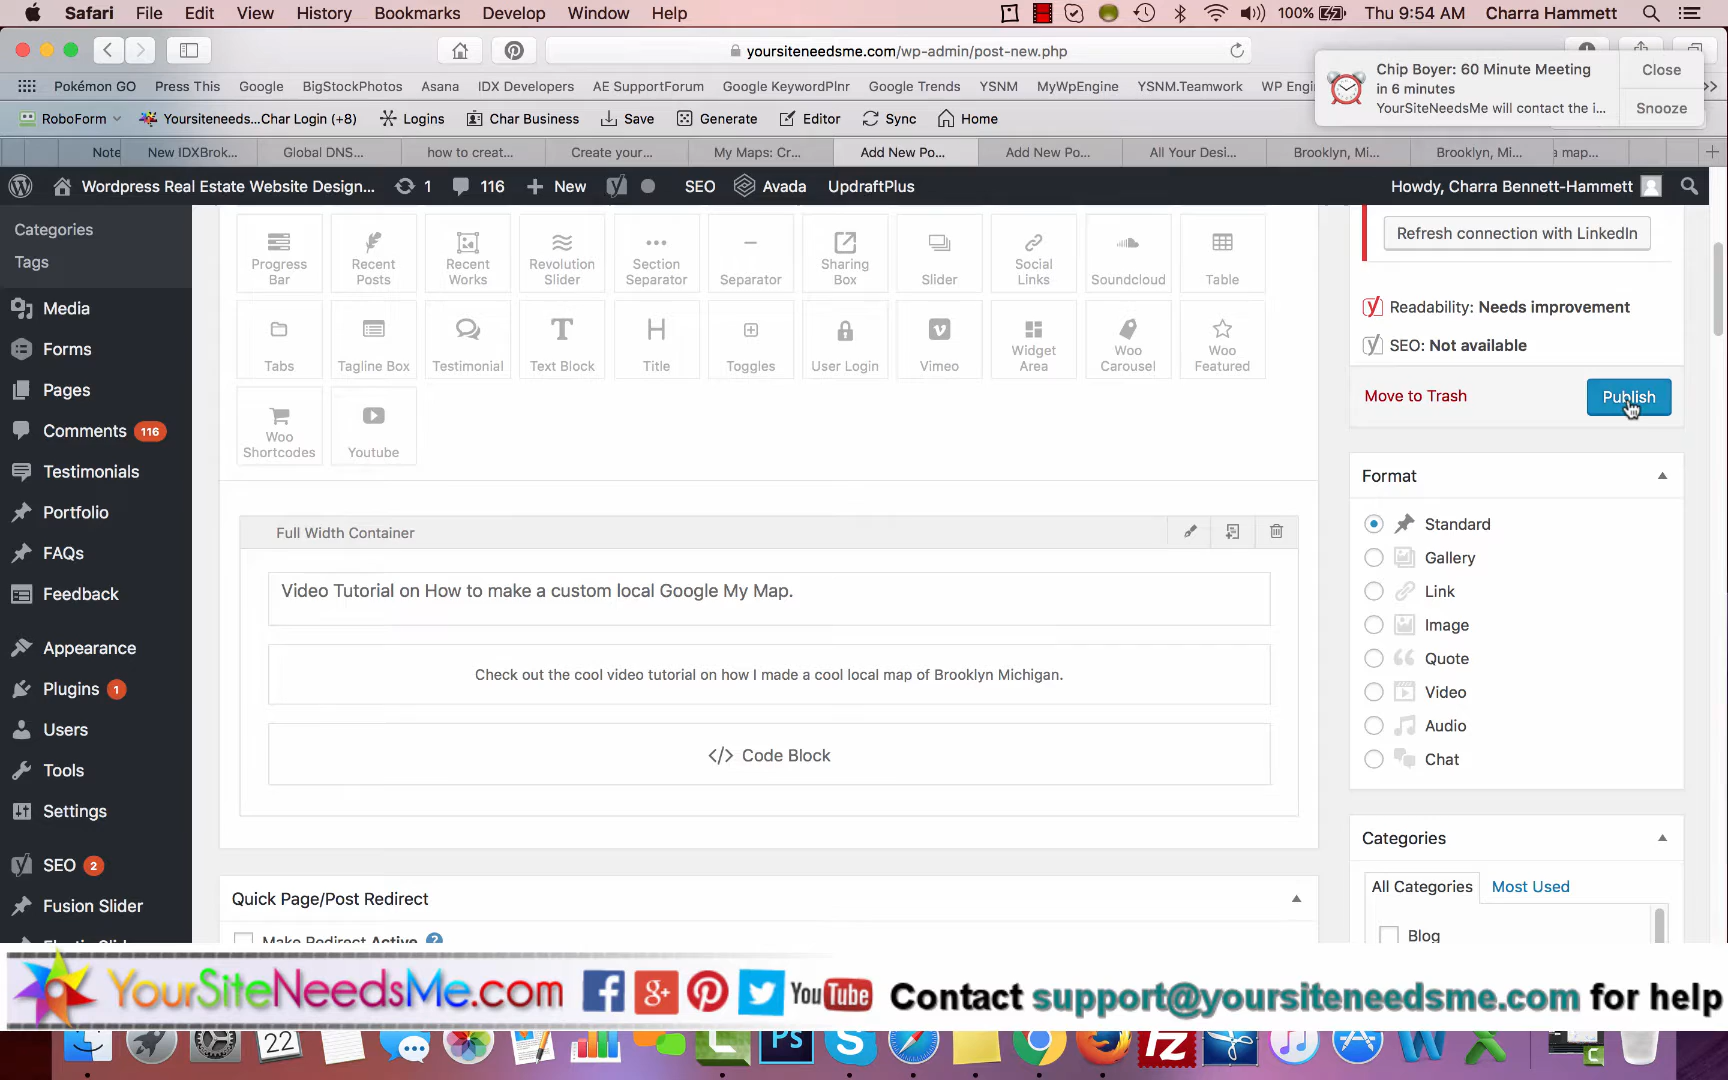 Safari File Edit View History Bookmarks Develop Window Help 100% Thu 9:54 AM Charra Hammett
yoursiteneedsme.com/wp-admin/post-new.php
Chip Boyer: 60 Minute Meeting
in 6 minutes
YourSiteNeedsMe will contact the i...
Close
Snooze
Pokémon GO Press This Google BigStockPhotos Asana IDX Developers AE SupportForum Google KeywordPlnr Google Trends YSNM MyWpEngine YSNM.Teamwork WP Engi
RoboForm Yoursiteneeds...Char Login (+8) Logins Char Business Save Generate Editor Sync Home
Note New IDXBrok... Global DNS... how to creat... Create your... My Maps: Cr... Add New Po... Add New Po... All Your Desi... Brooklyn, Mi... Brooklyn, Mi... a map...
Wordpress Real Estate Website Design... 1 116 New SEO Avada UpdraftPlus Howdy, Charra Bennett-Hammett
Categories
Tags
Media
Forms
Pages
Comments 116
Testimonials
Portfolio
FAQs
Feedback
Appearance
Plugins 1
Users
Tools
Settings
SEO 2
Fusion Slider
Progress Bar
Recent Posts
Recent Works
Revolution Slider
Section Separator
Separator
Sharing Box
Slider
Social Links
Soundcloud
Table
Tabs
Tagline Box
Testimonial
Text Block
Title
Toggles
User Login
Vimeo
Widget Area
Woo Carousel
Woo Featured
Woo Shortcodes
Youtube
Full Width Container
Video Tutorial on How to make a custom local Google My Map.
Check out the cool video tutorial on how I made a cool local map of Brooklyn Michigan.
</> Code Block
Quick Page/Post Redirect
Make Redirect Active ?
Refresh connection with LinkedIn
Readability: Needs improvement
SEO: Not available
Move to Trash
Publish
Format
Standard
Gallery
Link
Image
Quote
Video
Audio
Chat
Categories
All Categories Most Used
Blog
YourSiteNeedsMe.com f g+ You Tube Contact support@yoursiteneedsme.com for help
22 Ps S FZ W X C